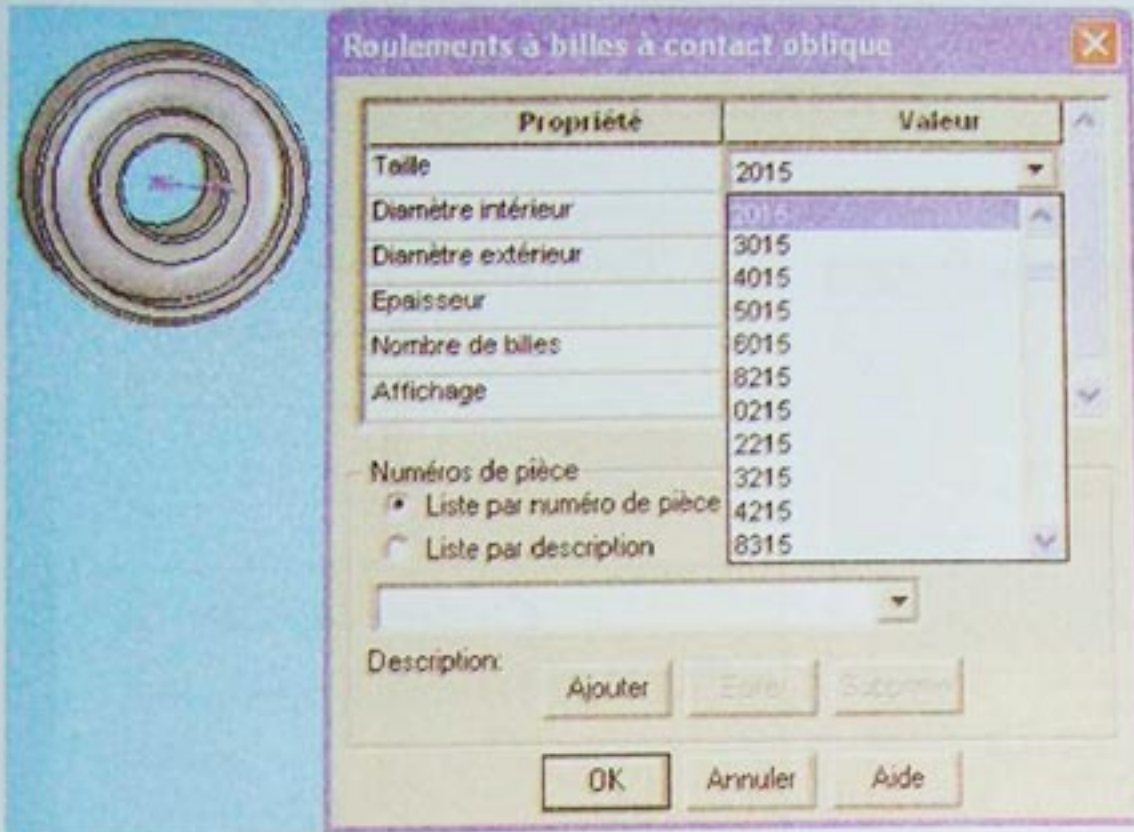 Roulements à billes à contact oblique
Propriété Valeur
Taille 2015
Diamètre intérieur 2015
Diamètre extérieur 3015
4015
Epaisseur 5015
Nombre de billes 6015
Affichage 8215
0215
2215
Numéros de pièce 3215
Liste par numéro de pièce 4215
Liste par description 8315
Description:
Ajouter Editer Supprimer
OK Annuler Aide